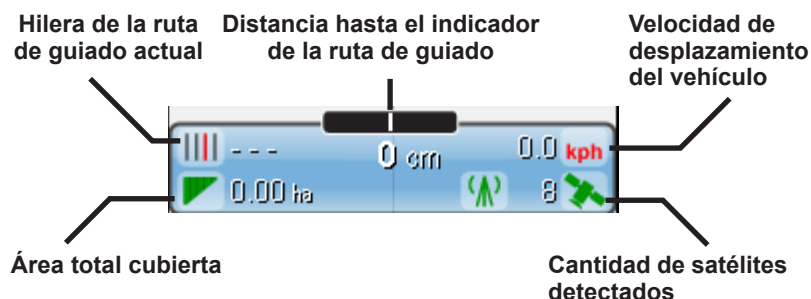 Hilera de la ruta
de guiado actual
Distancia hasta el indicador
de la ruta de guiado
Velocidad de
desplazamiento
del vehículo
- - -
0 cm
0.0 kph
0.00 ha
8
Área total cubierta
Cantidad de satélites
detectados